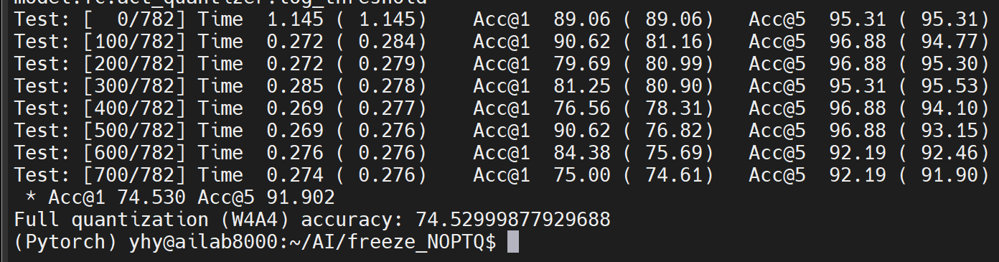 model.fc.act_quantizer.log_threshold
Test: [  0/782] Time  1.145 ( 1.145)    Acc@1  89.06 ( 89.06)   Acc@5  95.31 ( 95.31)
Test: [100/782] Time  0.272 ( 0.284)    Acc@1  90.62 ( 81.16)   Acc@5  96.88 ( 94.77)
Test: [200/782] Time  0.272 ( 0.279)    Acc@1  79.69 ( 80.99)   Acc@5  96.88 ( 95.30)
Test: [300/782] Time  0.285 ( 0.278)    Acc@1  81.25 ( 80.90)   Acc@5  95.31 ( 95.53)
Test: [400/782] Time  0.269 ( 0.277)    Acc@1  76.56 ( 78.31)   Acc@5  96.88 ( 94.10)
Test: [500/782] Time  0.269 ( 0.276)    Acc@1  90.62 ( 76.82)   Acc@5  96.88 ( 93.15)
Test: [600/782] Time  0.276 ( 0.276)    Acc@1  84.38 ( 75.69)   Acc@5  92.19 ( 92.46)
Test: [700/782] Time  0.274 ( 0.276)    Acc@1  75.00 ( 74.61)   Acc@5  92.19 ( 91.90)
 * Acc@1 74.530 Acc@5 91.902
Full quantization (W4A4) accuracy: 74.52999877929688
(Pytorch) yhy@ailab8000:~/AI/freeze_NOPTQ$